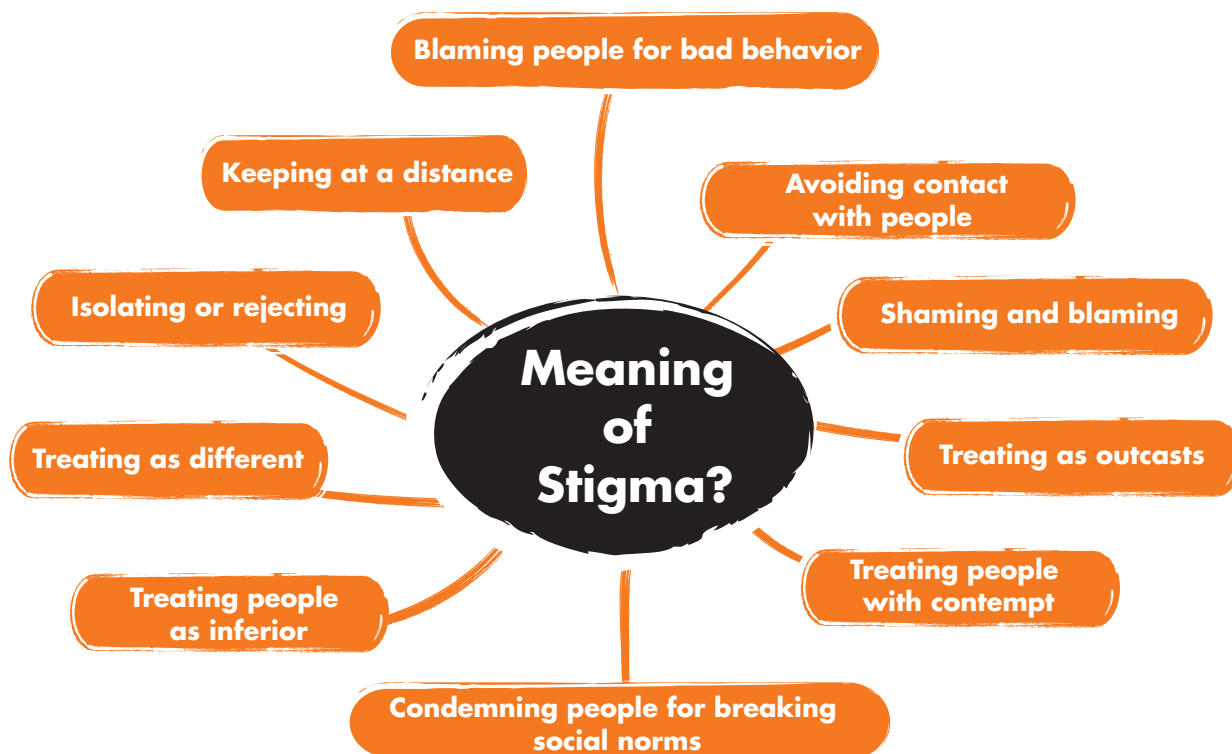 Blaming people for bad behavior
Keeping at a distance
Avoiding contact
with people
Isolating or rejecting
Shaming and blaming
Meaning
of
Stigma?
Treating as different
Treating as outcasts
Treating people
as inferior
Treating people
with contempt
Condemning people for breaking
social norms